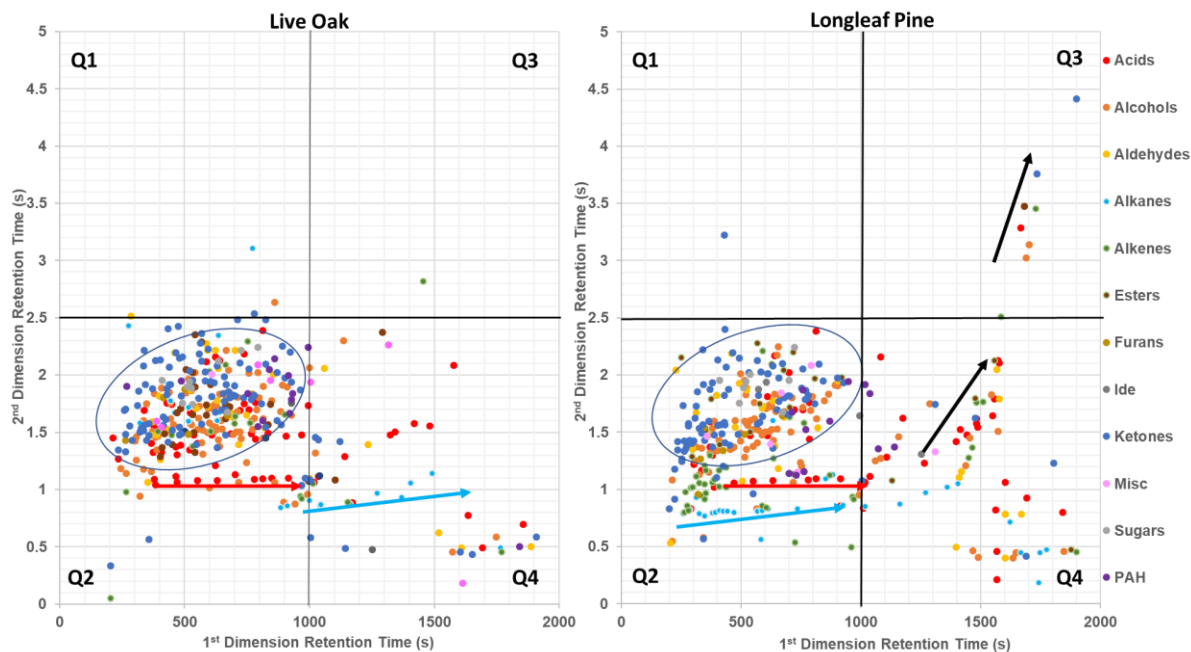 Live Oak
5
4.5
4
3.5
3
2.5
2
1.5
1
0.5
0
2nd Dimension Retention Time (s)
Q1
Q3
Q2
Q4
0
500
1000
1500
2000
1st Dimension Retention Time (s)
Longleaf Pine
5
4.5
4
3.5
3
2.5
2
1.5
1
0.5
0
2nd Dimension Retention Time (s)
Q1
Q3
Q2
Q4
0
500
1000
1500
2000
1st Dimension Retention Time (s)
Acids
Alcohols
Aldehydes
Alkanes
Alkenes
Esters
Furans
Ide
Ketones
Misc
Sugars
PAH